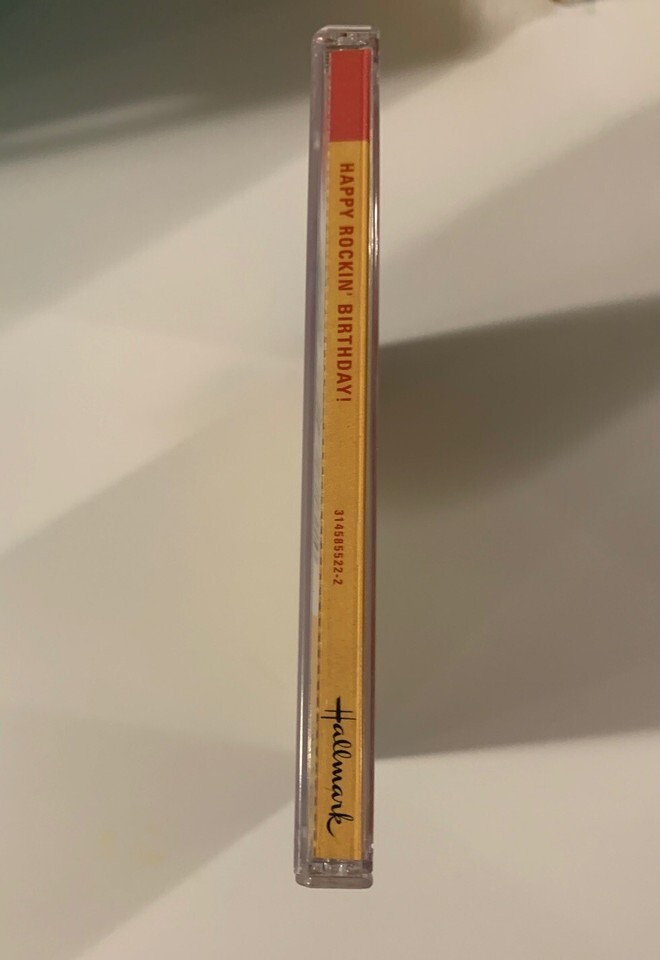 HAPPY ROCKIN' BIRTHDAY!
314585522-2
Hallmark